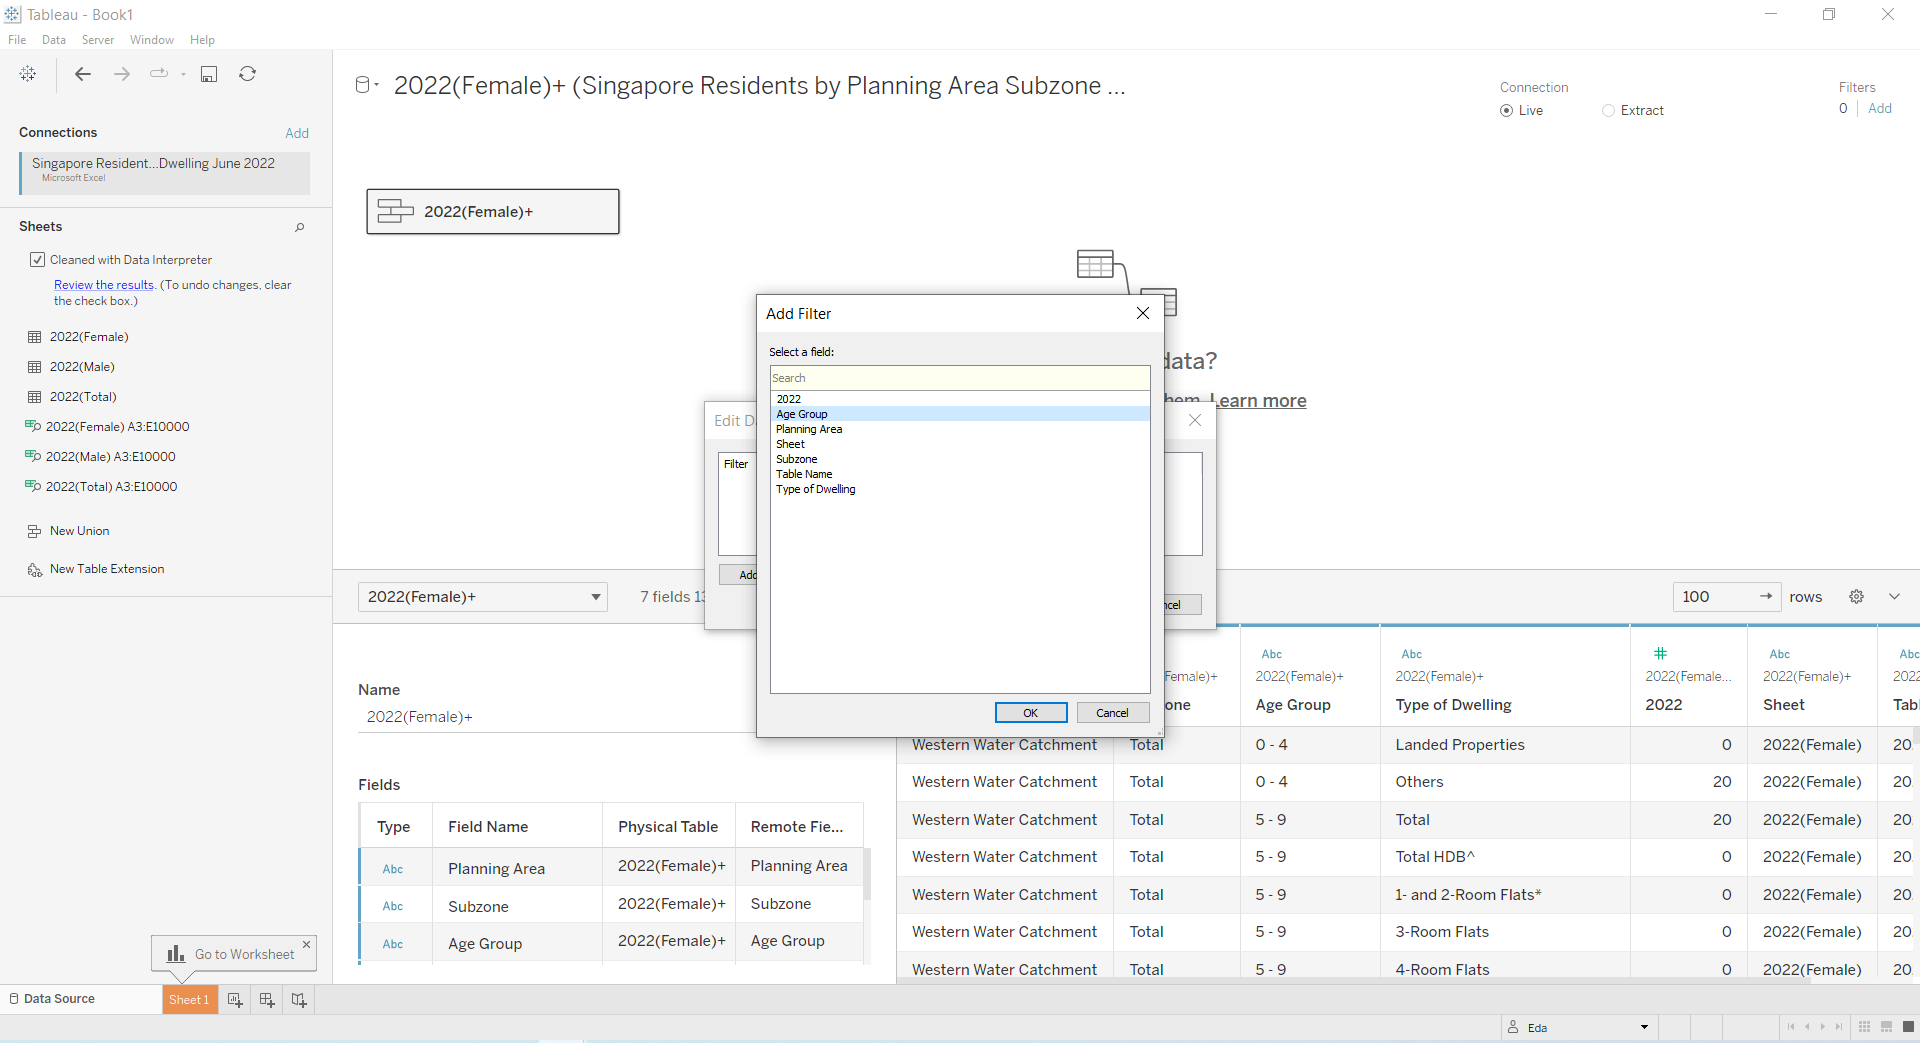 Tableau - Book1
File Data Server Window Help
2022(Female)+ (Singapore Residents by Planning Area Subzone ...
Connection
Live
Extract
Filters
0 Add
Connections
Add
Singapore Resident...Dwelling June 2022
Microsoft Excel
Sheets
Cleaned with Data Interpreter
Review the results. (To undo changes, clear
the check box.)
2022(Female)
2022(Male)
2022(Total)
2022(Female) A3:E10000
2022(Male) A3:E10000
2022(Total) A3:E10000
New Union
New Table Extension
2022(Female)+
data?
Learn more
Edit D
Filter
Add Filter
Select a field:
Search
2022
Age Group
Planning Area
Sheet
Subzone
Table Name
Type of Dwelling
OK
Cancel
2022(Female)+
7 fields
100
rows
Name
2022(Female)+
Fields
Type Field Name Physical Table Remote Fie...
Abc Planning Area 2022(Female)+ Planning Area
Abc Subzone 2022(Female)+ Subzone
Abc Age Group 2022(Female)+ Age Group
Abc Abc Abc
2022(Female)+ 2022(Female)+ 2022(Female... 2022(Female)+
Age Group Type of Dwelling 2022 Sheet
Western Water Catchment Total 0 - 4 Landed Properties 0 2022(Female) 20
Western Water Catchment Total 0 - 4 Others 20 2022(Female) 20
Western Water Catchment Total 5 - 9 Total 20 2022(Female) 20
Western Water Catchment Total 5 - 9 Total HDB^ 0 2022(Female) 20
Western Water Catchment Total 5 - 9 1- and 2-Room Flats* 0 2022(Female) 20
Western Water Catchment Total 5 - 9 3-Room Flats 0 2022(Female) 20
Western Water Catchment Total 5 - 9 4-Room Flats 0 2022(Female) 20
Go to Worksheet
Data Source
Sheet 1
Eda